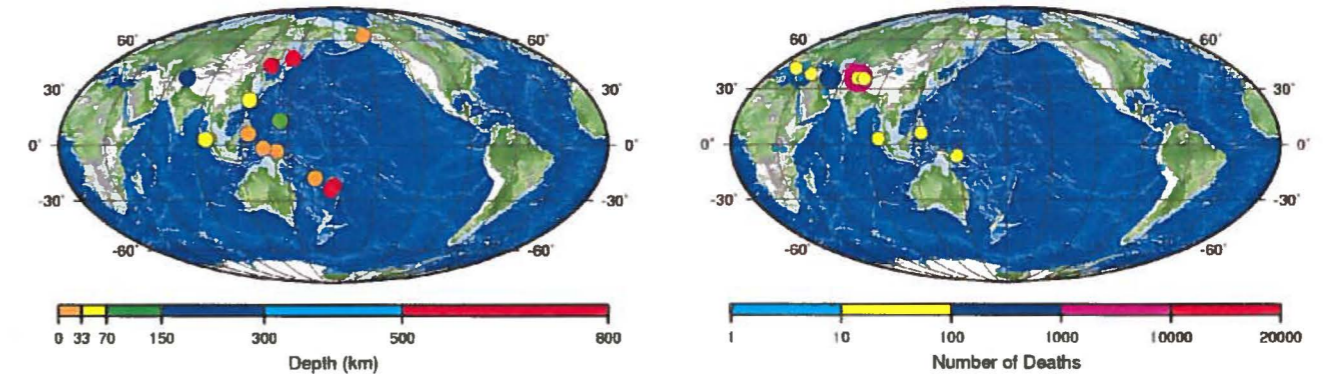 60˚ 60˚ 60 60˚
30˚ 30˚ 30˚ 30˚
0˚ 0˚ 0˚ 0˚
-30˚ -30˚ -30˚ -30˚
-60˚ -60˚ -60˚ -60˚
0 33 70 150 300 500 800
Depth (km)
1 10 100 1000 10000 20000
Number of Deaths